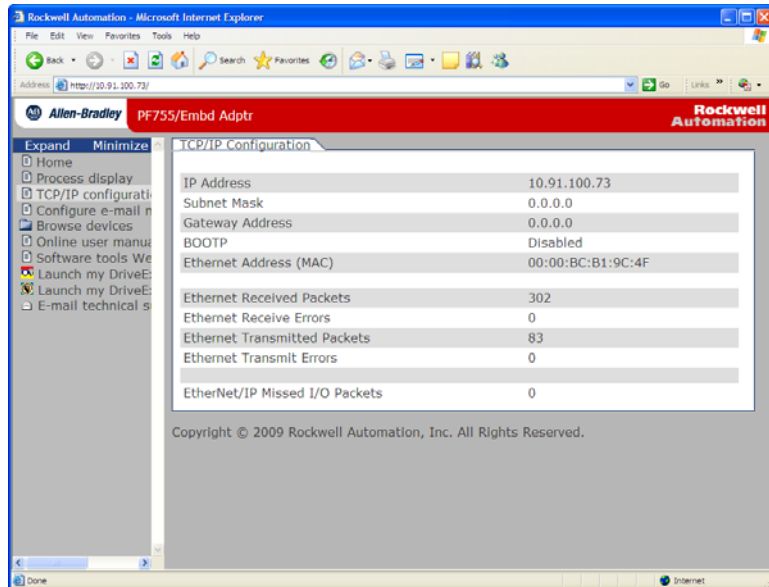 Rockwell Automation - Microsoft Internet Explorer
File Edit View Favorites Tools Help
Back Search Favorites
Address http://10.91.100.73/ Go Links »
AB Allen-Bradley PF755/Embd Adptr Rockwell Automation
Expand Minimize
Home
Process display
TCP/IP configurati
Configure e-mail n
Browse devices
Online user manua
Software tools We
Launch my DriveE
Launch my DriveE
E-mail technical s
TCP/IP Configuration
IP Address 10.91.100.73
Subnet Mask 0.0.0.0
Gateway Address 0.0.0.0
BOOTP Disabled
Ethernet Address (MAC) 00:00:BC:B1:9C:4F
Ethernet Received Packets 302
Ethernet Receive Errors 0
Ethernet Transmitted Packets 83
Ethernet Transmit Errors 0
EtherNet/IP Missed I/O Packets 0
Copyright © 2009 Rockwell Automation, Inc. All Rights Reserved.
Done Internet